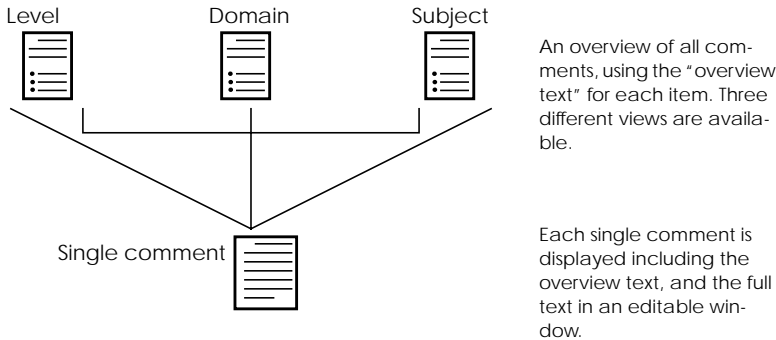 Level Domain Subject
An overview of all com-
ments, using the "overview
text" for each item. Three
different views are availa-
ble.
Single comment
Each single comment is
displayed including the
overview text, and the full
text in an editable win-
dow.